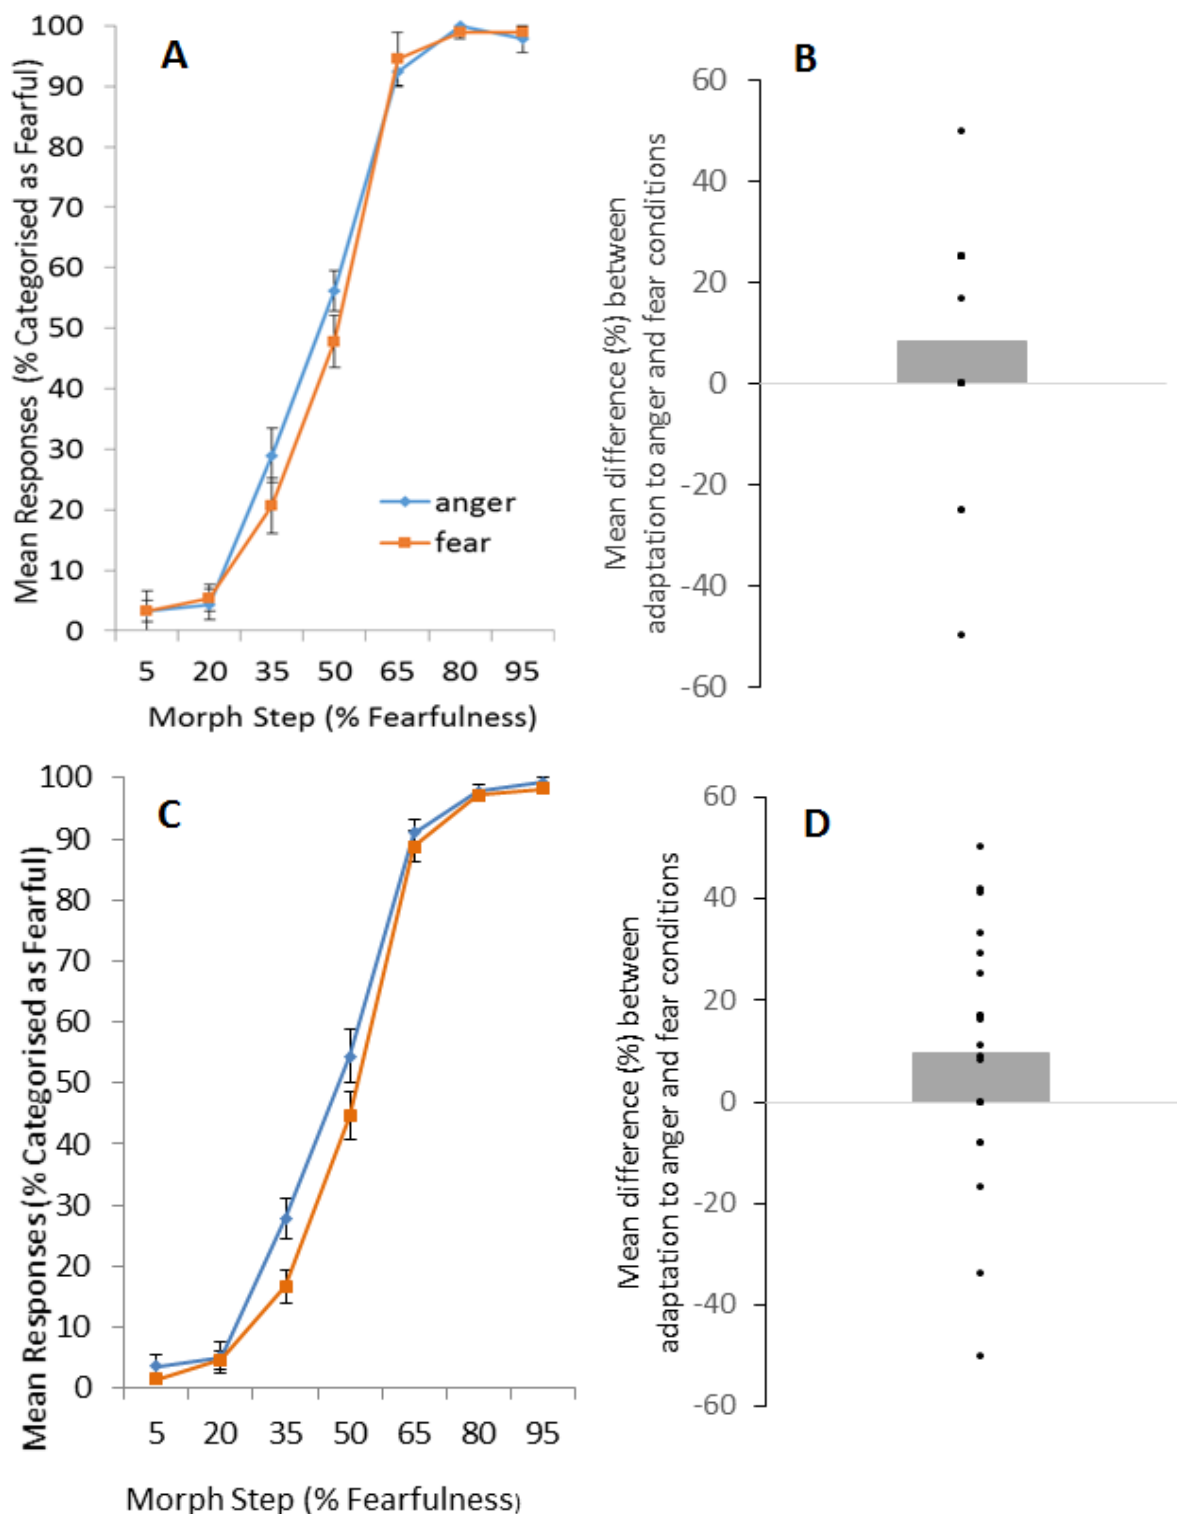 A
Mean Responses (% Categorised as Fearful)
100
90
80
70
60
50
40
30
20
10
0
anger
fear
5 20 35 50 65 80 95
Morph Step (% Fearfulness)
B
Mean difference (%) between
adaptation to anger and fear conditions
60
40
20
0
-20
-40
-60
C
Mean Responses (% Categorised as Fearful)
100
90
80
70
60
50
40
30
20
10
0
5 20 35 50 65 80 95
Morph Step (% Fearfulness)
D
Mean difference (%) between
adaptation to anger and fear conditions
60
40
20
0
-20
-40
-60